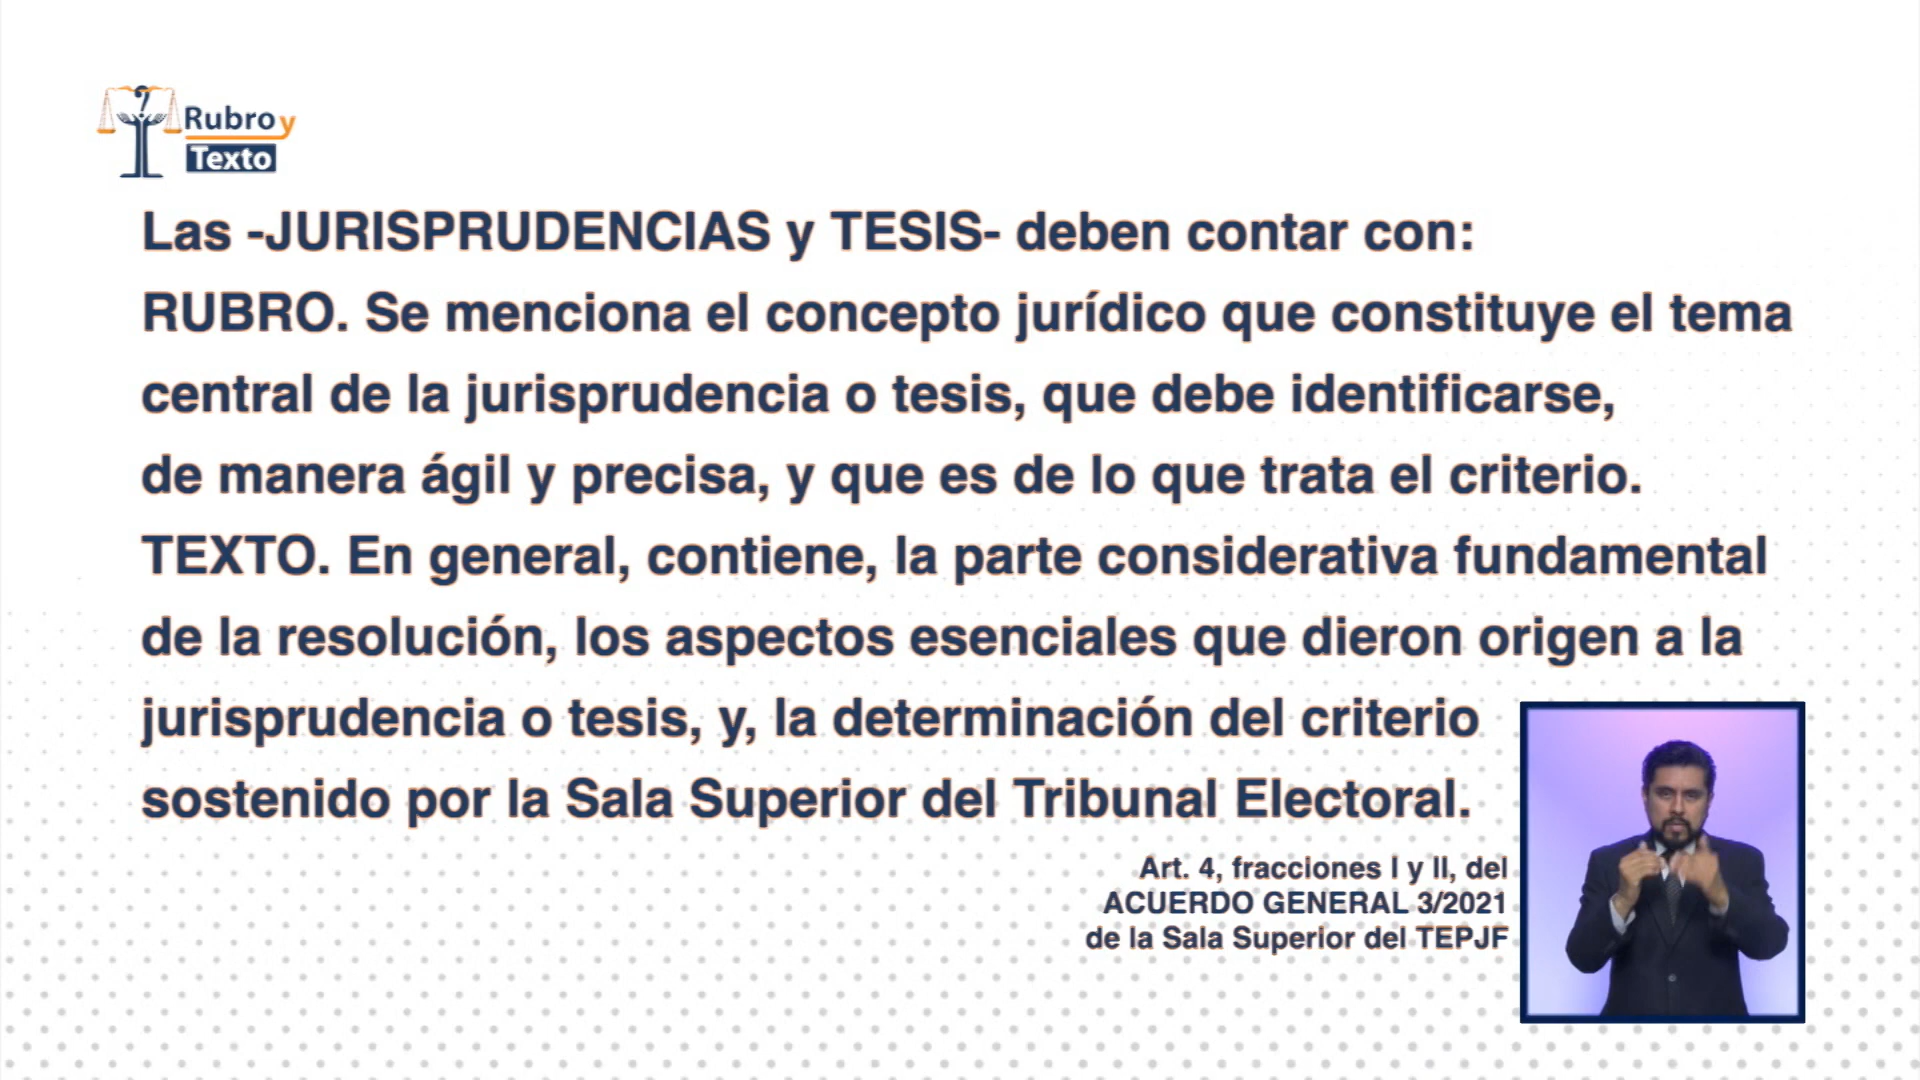 Rubro y
Texto
Las -JURISPRUDENCIAS y TESIS- deben contar con:
RUBRO. Se menciona el concepto jurídico que constituye el tema
central de la jurisprudencia o tesis, que debe identificarse,
de manera ágil y precisa, y que es de lo que trata el criterio.
TEXTO. En general, contiene, la parte considerativa fundamental
de la resolución, los aspectos esenciales que dieron origen a la
jurisprudencia o tesis, y, la determinación del criterio
sostenido por la Sala Superior del Tribunal Electoral.
Art. 4, fracciones I y II, del
ACUERDO GENERAL 3/2021
de la Sala Superior del TEPJF